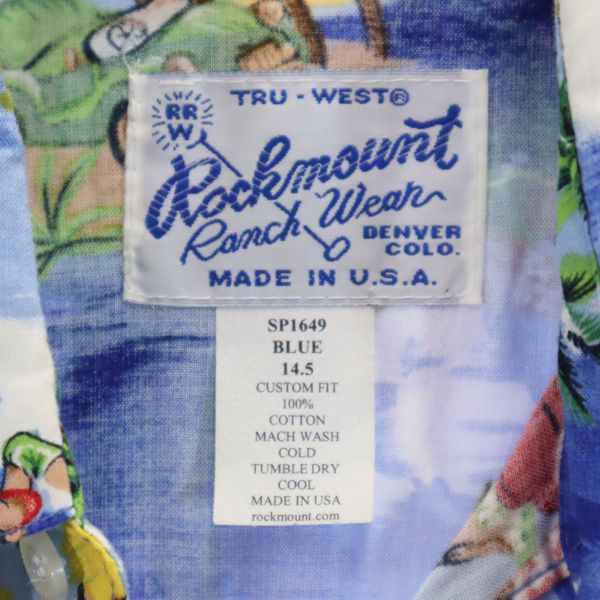 TRU-WEST®
RR
W
Rockmount
Ranch Wear
DENVER
COLO.
MADE IN U.S.A.
SP1649
BLUE
14.5
CUSTOM FIT
100%
COTTON
MACH WASH
COLD
TUMBLE DRY
COOL
MADE IN USA
rockmount.com